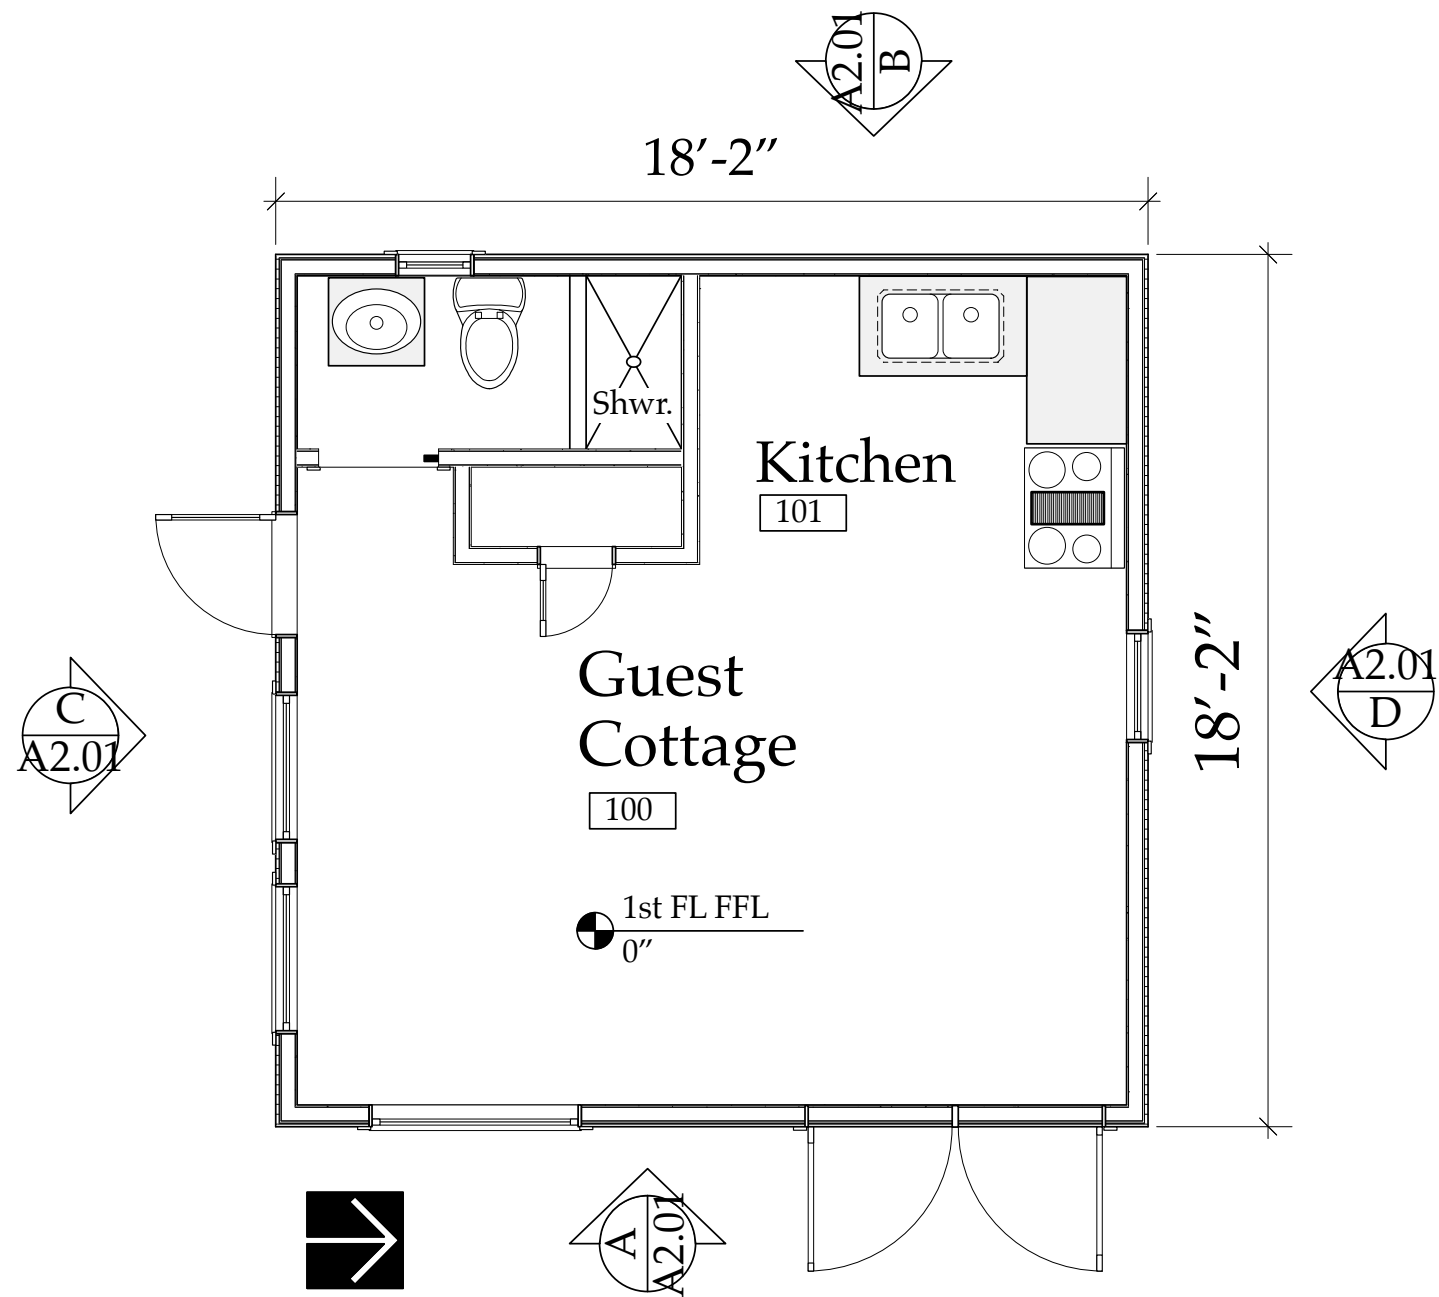 A2.01
B
18’-2”
Shwr.
Kitchen
101
18’-2”
Guest
Cottage
100
C
A2.01
A2.01
D
1st FL FFL
0”
A
A2.01